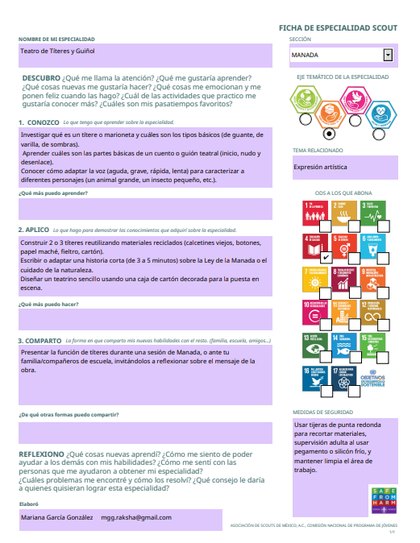 FICHA DE ESPECIALIDAD SCOUT
NOMBRE DE MI ESPECIALIDAD
Teatro de Títeres y Guiñol
SECCIÓN
MANADA
DESCUBRO ¿Qué me llama la atención? ¿Qué me gustaría aprender?
¿Qué cosas nuevas me gustaría hacer? ¿Qué cosas me emocionan y me
ponen feliz cuando las hago? ¿Cuál de las actividades que practico me
gustaría conocer más? ¿Cuáles son mis pasatiempos favoritos?
EJE TEMÁTICO DE LA ESPECIALIDAD
1. CONOZCO Lo que tengo que aprender sobre la especialidad.
Investigar qué es un títere o marioneta y cuáles son los tipos básicos (de guante, de
varilla, de sombras).
Aprender cuáles son las partes básicas de un cuento o guión teatral (inicio, nudo y
desenlace).
Conocer cómo adaptar la voz (aguda, grave, rápida, lenta) para caracterizar a
diferentes personajes (un animal grande, un insecto pequeño, etc.).
TEMA RELACIONADO
Expresión artística
¿Qué más puedo aprender?
ODS A LOS QUE ABONA
2. APLICO Lo que hago para demostrar los conocimientos que adquirí sobre la especialidad.
Construir 2 o 3 títeres reutilizando materiales reciclados (calcetines viejos, botones,
papel maché, fieltro, cartón).
Escribir o adaptar una historia corta (de 3 a 5 minutos) sobre la Ley de la Manada o el
cuidado de la naturaleza.
Diseñar un teatrino sencillo usando una caja de cartón decorada para la puesta en
escena.
¿Qué más puedo hacer?
3. COMPARTO La forma en que comparto mis nuevas habilidades con el resto. (familia, escuela, amigos...)
Presentar la función de títeres durante una sesión de Manada, o ante tu
familia/compañeros de escuela, invitándolos a reflexionar sobre el mensaje de la
obra.
¿De qué otras formas puedo compartir?
MEDIDAS DE SEGURIDAD
Usar tijeras de punta redonda
para recortar materiales,
supervisión adulta al usar
pegamento o silicón frío, y
mantener limpia el área de
trabajo.
REFLEXIONO ¿Qué cosas nuevas aprendí? ¿Cómo me siento de poder
ayudar a los demás con mis habilidades? ¿Cómo me sentí con las
personas que me ayudaron a obtener mi especialidad?
¿Cuáles problemas me encontré y cómo los resolví? ¿Qué consejo le daría
a quienes quisieran lograr esta especialidad?
SAFE
FROM
HARM
Elaboró
Mariana García González mgg.raksha@gmail.com
ASOCIACIÓN DE SCOUTS DE MÉXICO, A.C., COMISIÓN NACIONAL DE PROGRAMA DE JÓVENES